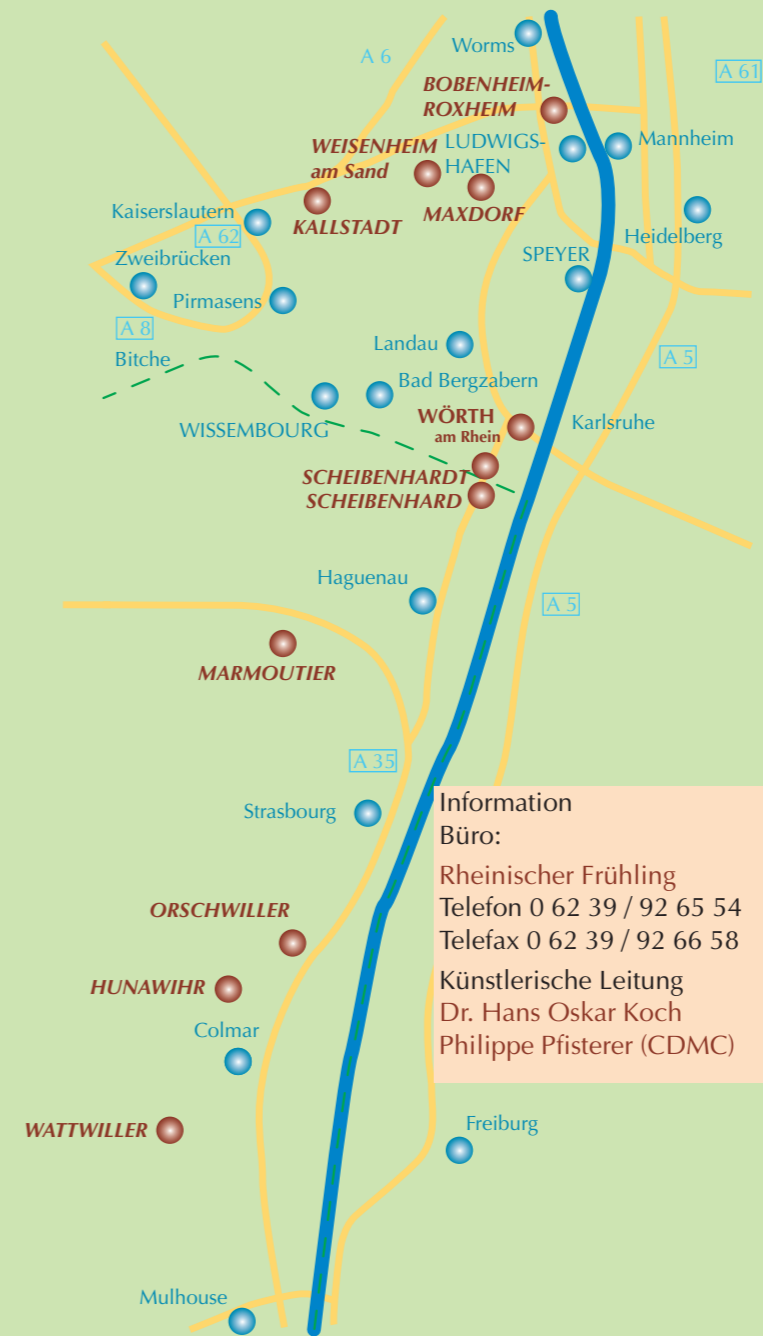 Worms
A 6
A 61
BOBENHEIM-
ROXHEIM
WEISENHEIM
am Sand
LUDWIGS-
HAFEN
Mannheim
KALLSTADT
MAXDORF
Kaiserslautern
A 62
Heidelberg
Zweibrücken
SPEYER
Pirmasens
A 8
Bitche
Landau
A 5
Bad Bergzabern
WISSEMBOURG
WÖRTH
am Rhein
Karlsruhe
SCHEIBENHARDT
SCHEIBENHARD
Haguenau
A 5
MARMOUTIER
A 35
Strasbourg
Information
Büro:
Rheinischer Frühling
Telefon 0 62 39 / 92 65 54
Telefax 0 62 39 / 92 66 58
Künstlerische Leitung
Dr. Hans Oskar Koch
Philippe Pfisterer (CDMC)
ORSCHWILLER
HUNAWIHR
Colmar
WATTWILLER
Freiburg
Mulhouse